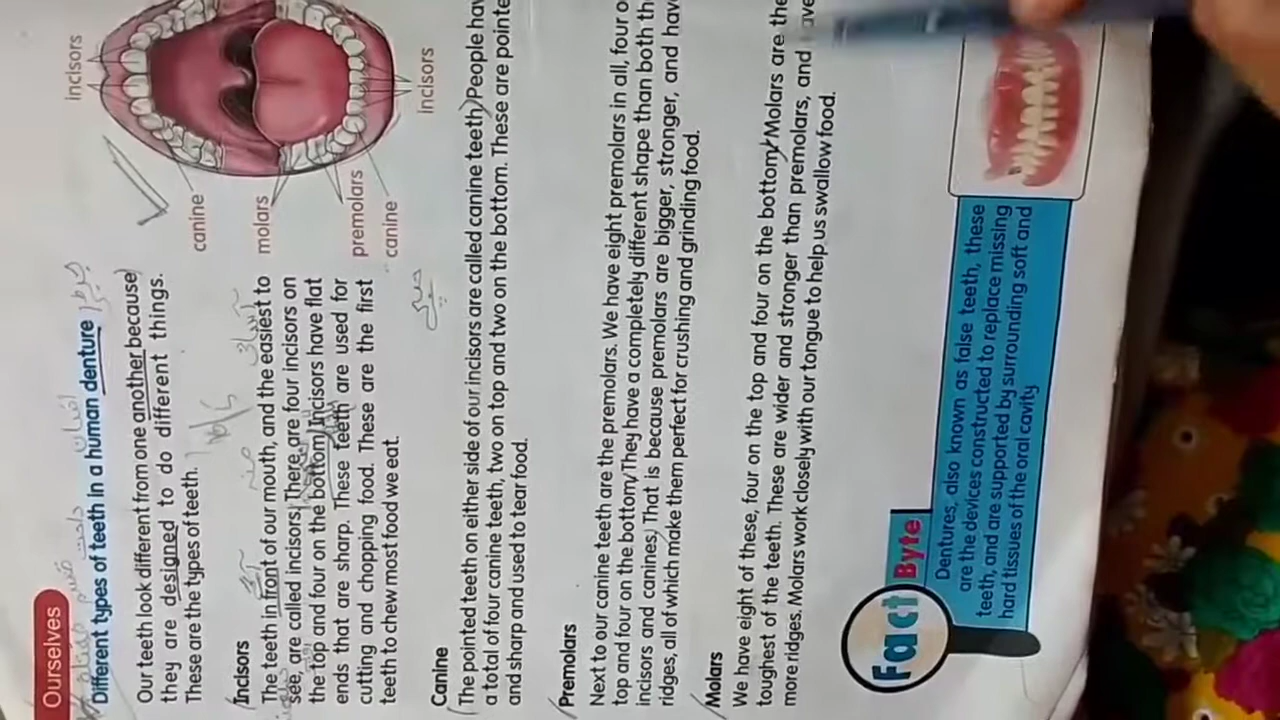 Ourselves
Different types of teeth in a human denture
Our teeth look different from one another because
they are designed to do different things.
These are the types of teeth.
Incisors
The teeth in front of our mouth, and the easiest to
see, are called incisors. There are four incisors on
the top and four on the bottom. Incisors have flat
ends that are sharp. These teeth are used for
cutting and chopping food. These are the first
teeth to chew most food we eat.
incisors
canine
molars
premolars
canine
incisors
Canine
The pointed teeth on either side of our incisors are called canine teeth. People
a total of four canine teeth, two on top and two on the bottom. These are
and sharp and used to tear food.
Premolars
Next to our canine teeth are the premolars. We have eight premolars in all, four
top and four on the bottom. They have a completely different shape than both
incisors and canines. That is because premolars are bigger, stronger, and
ridges, all of which make them perfect for crushing and grinding food.
Molars
We have eight of these, four on the top and four on the bottom. Molars are
toughest of the teeth. These are wider and stronger than premolars, and
more ridges. Molars work closely with our tongue to help us swallow food.
Fact Byte
Dentures, also known as false teeth, these
are the devices constructed to replace missing
teeth, and are supported by surrounding soft and
hard tissues of the oral cavity